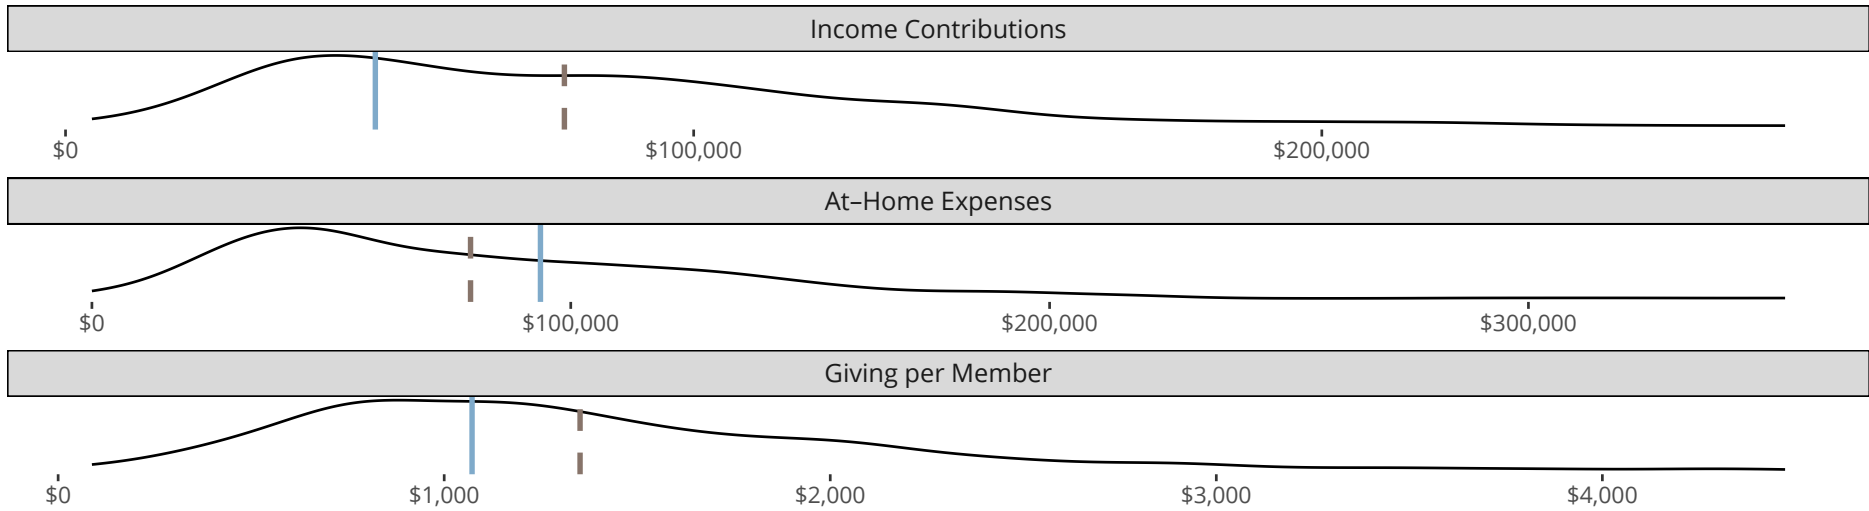 Income Contributions
$0 $100,000 $200,000
At–Home Expenses
$0 $100,000 $200,000 $300,000
Giving per Member
$0 $1,000 $2,000 $3,000 $4,000